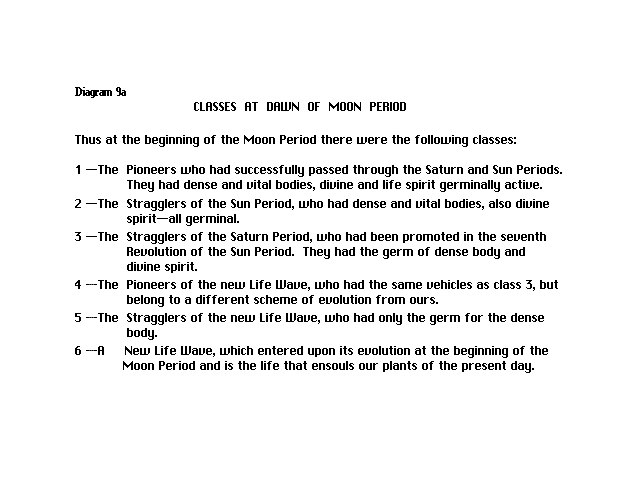 Diagram 9a
CLASSES AT DAWN OF MOON PERIOD
Thus at the beginning of the Moon Period there were the following classes:
1 —The Pioneers who had successfully passed through the Saturn and Sun Periods.
They had dense and vital bodies, divine and life spirit germinally active.
2 —The Stragglers of the Sun Period, who had dense and vital bodies, also divine
spirit—all germinal.
3 —The Stragglers of the Saturn Period, who had been promoted in the seventh
Revolution of the Sun Period. They had the germ of dense body and
divine spirit.
4 —The Pioneers of the new Life Wave, who had the same vehicles as class 3, but
belong to a different scheme of evolution from ours.
5 —The Stragglers of the new Life Wave, who had only the germ for the dense
body.
6 —A New Life Wave, which entered upon its evolution at the beginning of the
Moon Period and is the life that ensouls our plants of the present day.